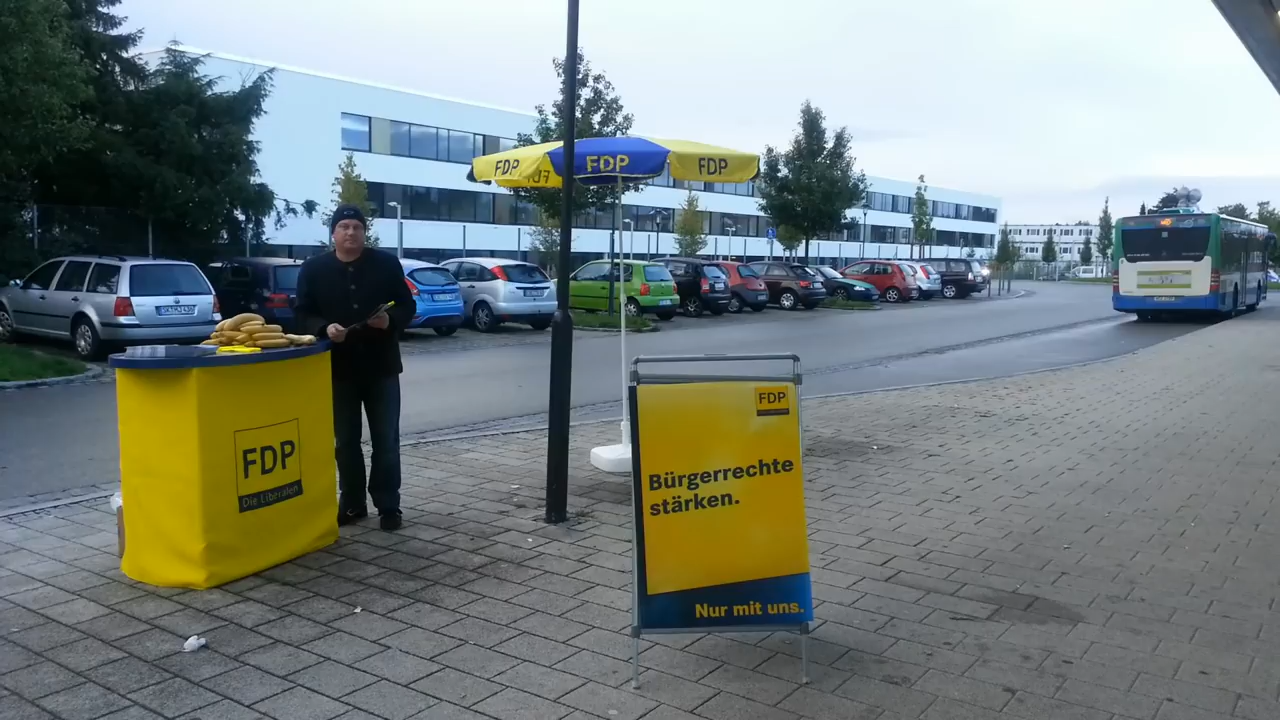 FDP
FDP
FDP
FDP
Die Liberalen
FDP
Bürgerrechte
stärken.
Nur mit uns.